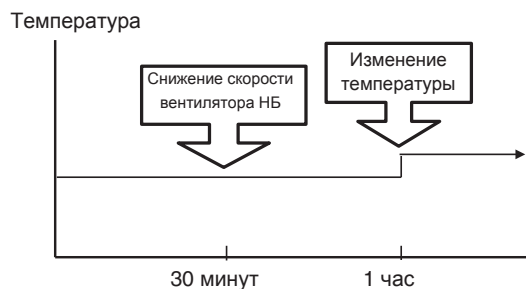 Температура
Снижение скорости
вентилятора НБ
Изменение
температуры
30 минут
1 час